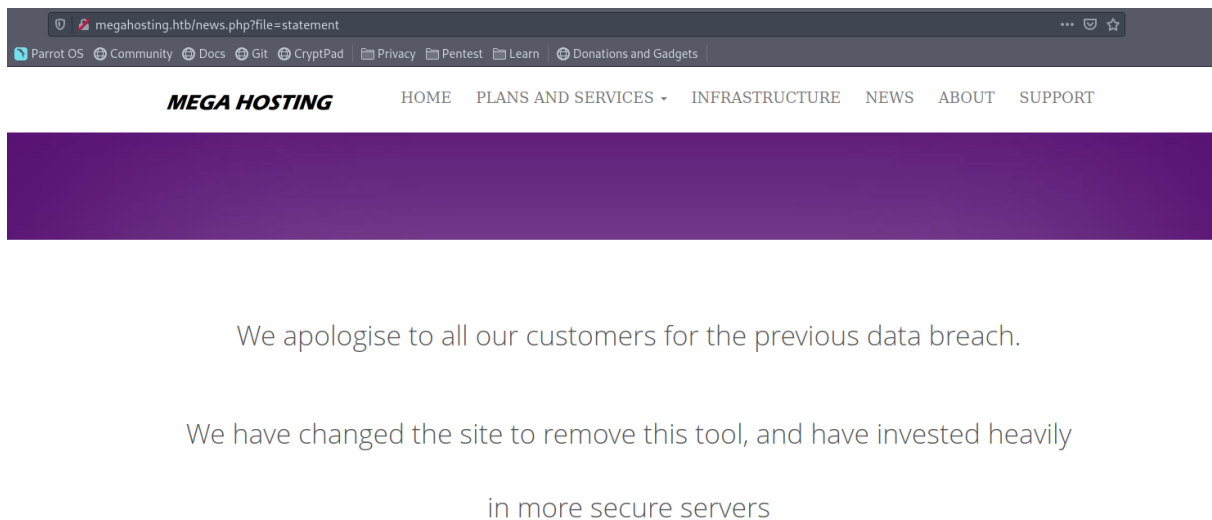 megahosting.htb/news.php?file=statement
Parrot OS Community Docs Git CryptPad Privacy Pentest Learn Donations and Gadgets
MEGA HOSTING HOME PLANS AND SERVICES INFRASTRUCTURE NEWS ABOUT SUPPORT
We apologise to all our customers for the previous data breach.
We have changed the site to remove this tool, and have invested heavily
in more secure servers